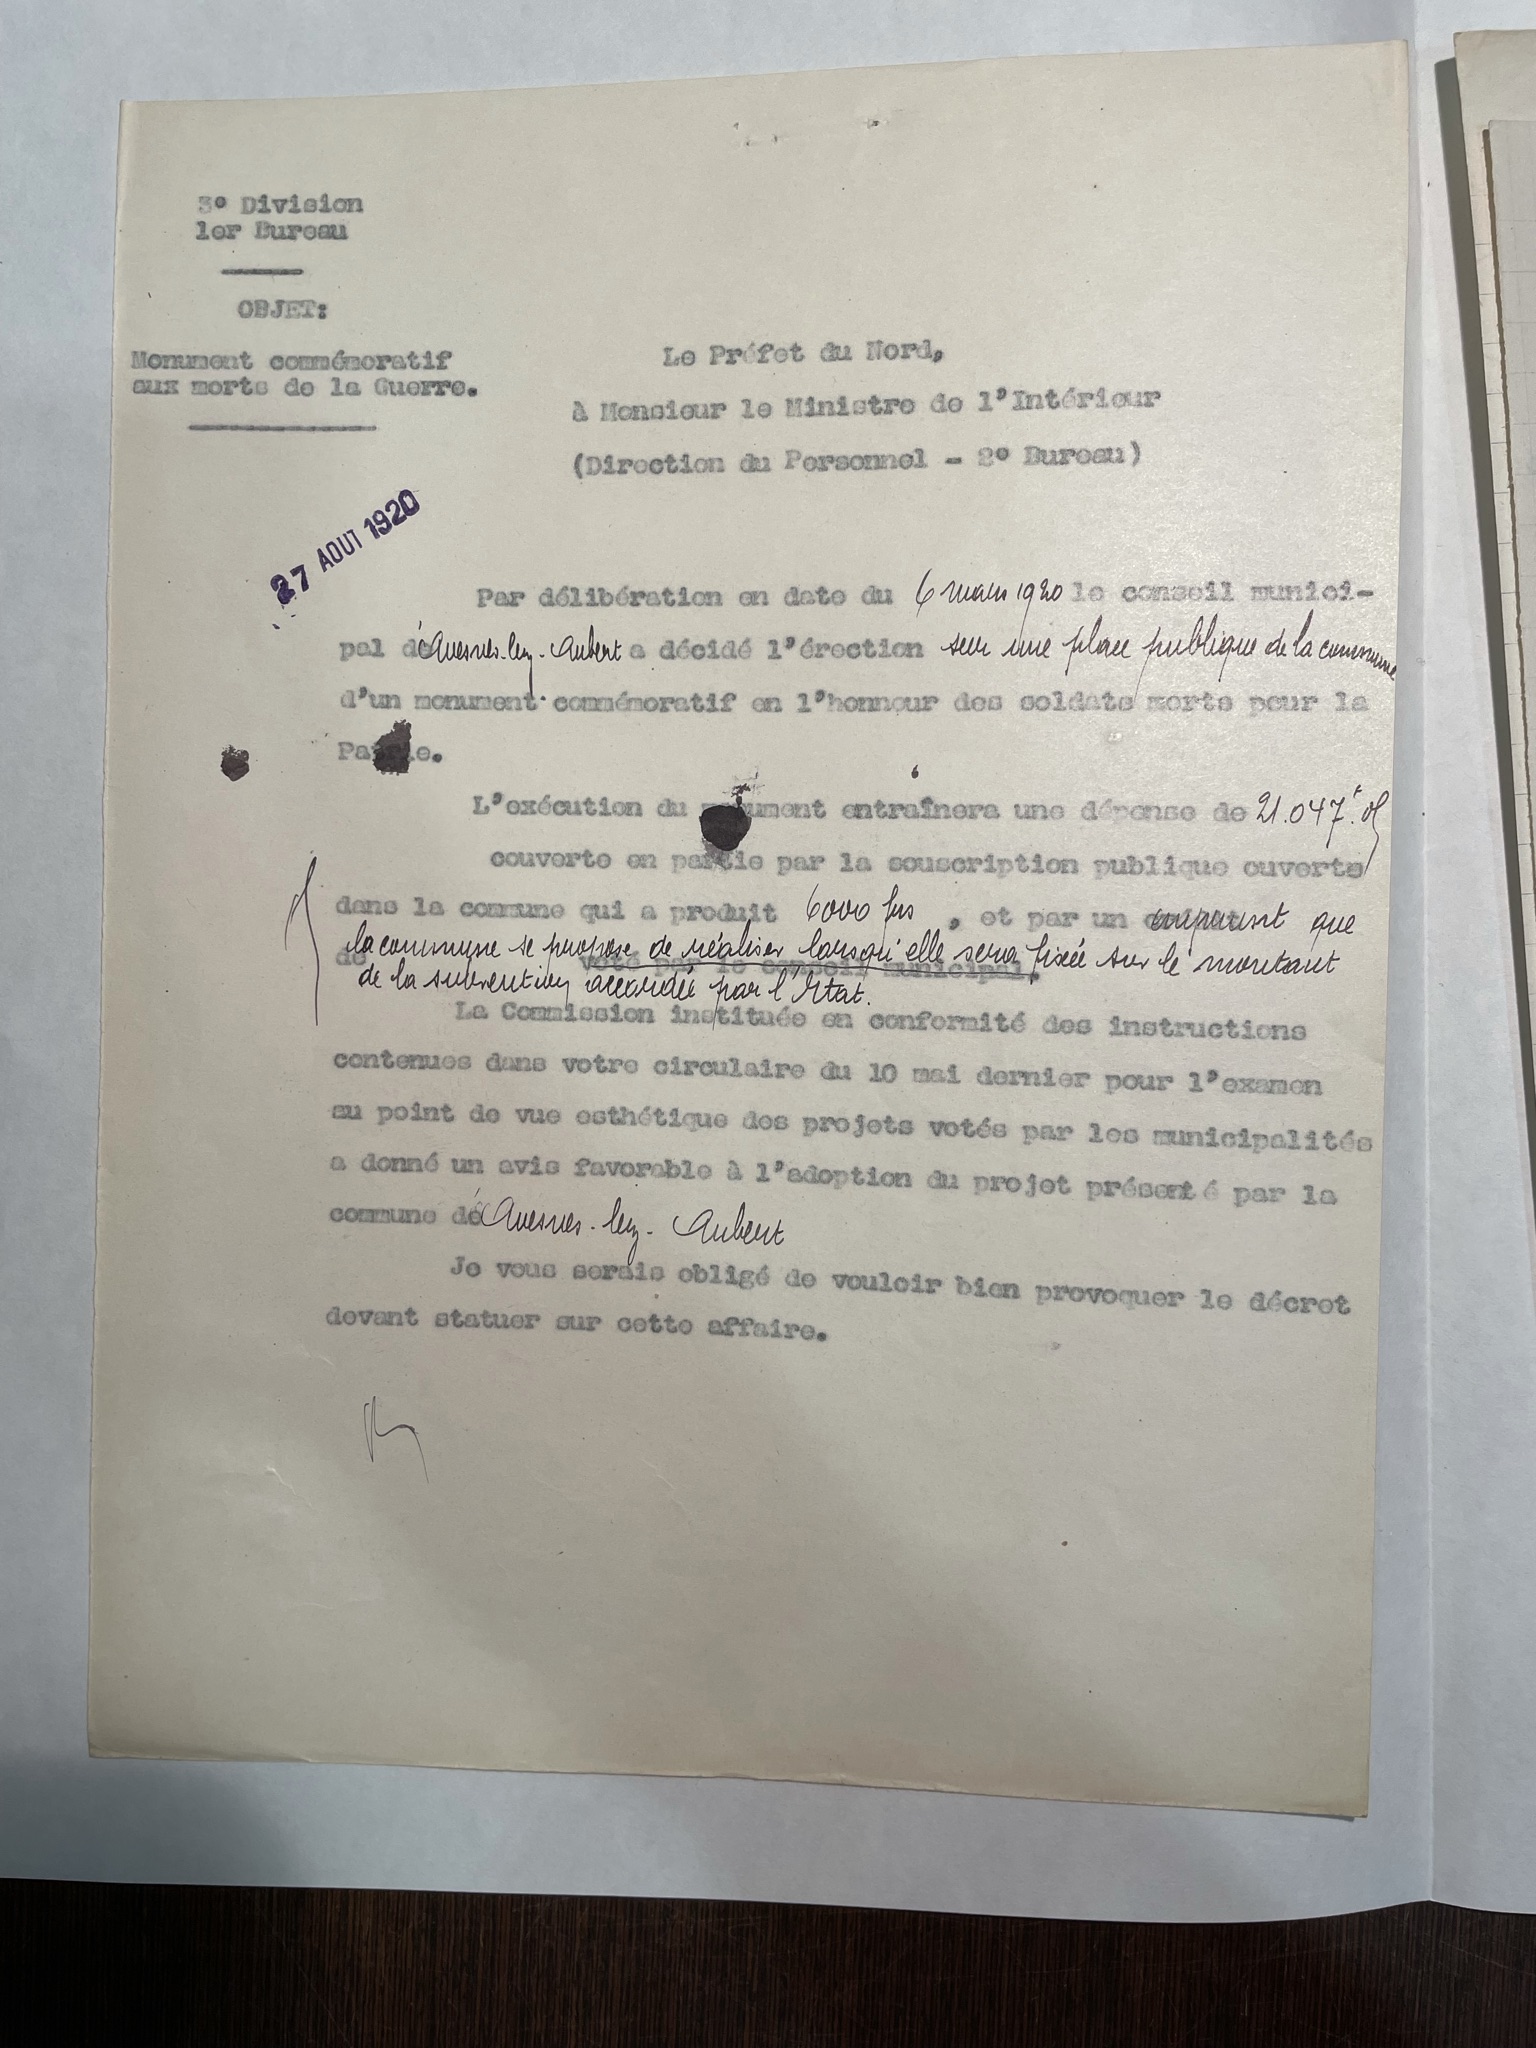 3° Division
1er Bureau
OBJET:
Monument commémoratif
aux morts de la Guerre.
Le Préfet du Nord,
à Monsieur le Ministre de l'Intérieur
(Direction du Personnel - 2° Bureau)
27 AOUT 1920
Par délibération en date du 6 mars 1920 le conseil munici-
pal d'Avesnes-lez-Aubert a décidé l'érection sur une place publique de la commune
d'un monument commémoratif en l'honneur des soldats morts pour la
Patrie.
L'exécution du monument entraînera une dépense de 21.047f.
couverte en partie par la souscription publique ouverte
dans la commune qui a produit 6000 frs, et par un emprunt que
la commune se propose de réaliser lorsqu'elle sera fixée sur le montant
de voté par le conseil municipal.
de la subvention accordée par l'Etat.
La Commission instituée en conformité des instructions
contenues dans votre circulaire du 10 mai dernier pour l'examen
au point de vue esthétique des projets votés par les municipalités
a donné un avis favorable à l'adoption du projet présenté par la
commune d'Avesnes-lez-Aubert
Je vous serais obligé de vouloir bien provoquer le décret
devant statuer sur cette affaire.